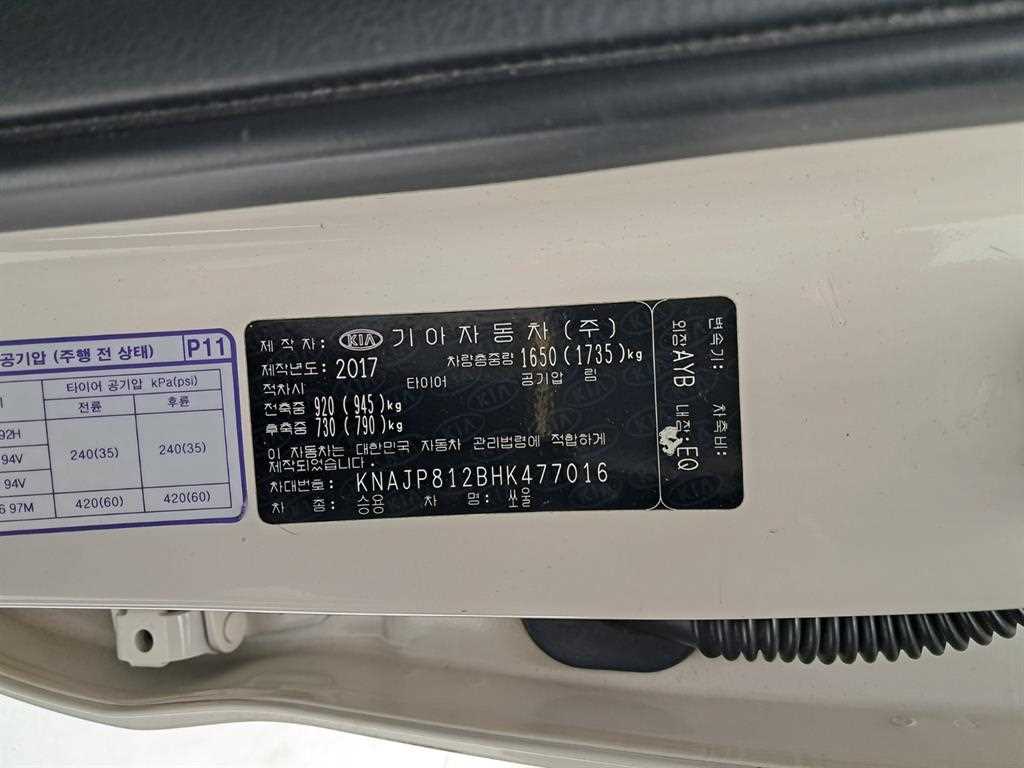 공기압 (주행 전 상태) P11
타이어 공기압 kPa(psi)
전륜 후륜
92H
94V 240(35) 240(35)
94V
6 97M 420(60) 420(60)
제 작 자: KIA 기아자동차(주)
제작년도: 2017 차량총중량 1650(1735)kg
적차시 타이어 공기압 림
전축중 920( 945)kg
후축중 730( 790)kg
이 자동차는 대한민국 자동차 관리법령에 적합하게
제작되었습니다.
차대번호: KNAJP812BHK477016
차 종: 승용 차 명: 쏘울
변속기: 차축비:
외장:AYB 내장:EQ